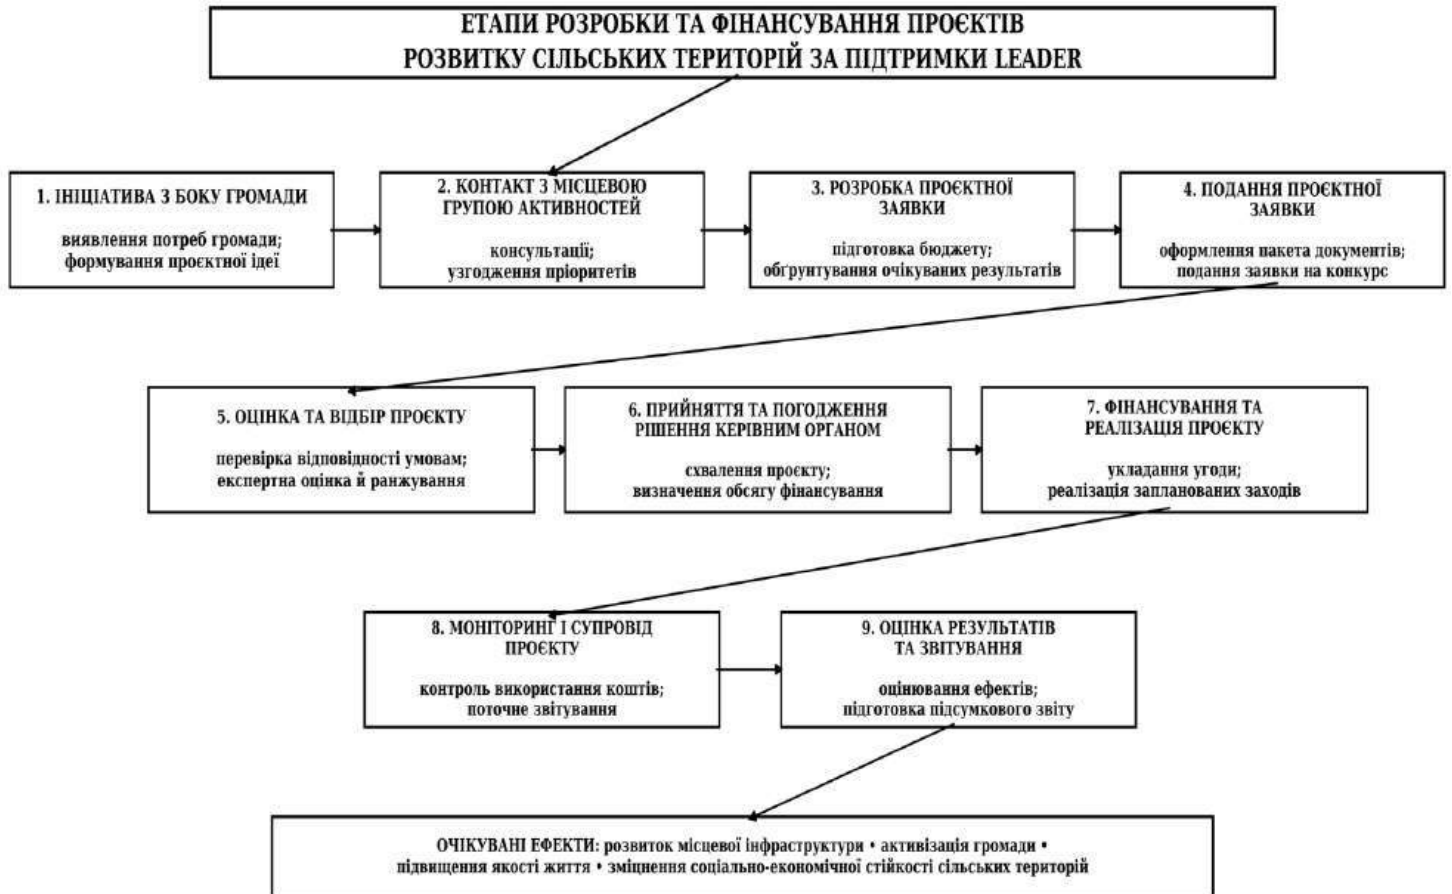 ЕТАПИ РОЗРОБКИ ТА ФІНАНСУВАННЯ ПРОЄКТІВ
РОЗВИТКУ СІЛЬСЬКИХ ТЕРИТОРІЙ ЗА ПІДТРИМКИ LEADER
1. ІНІЦІАТИВА З БОКУ ГРОМАДИ
виявлення потреб громади;
формування проєктної ідеї
2. КОНТАКТ З МІСЦЕВОЮ
ГРУПОЮ АКТИВНОСТЕЙ
консультації;
узгодження пріоритетів
3. РОЗРОБКА ПРОЄКТНОЇ
ЗАЯВКИ
підготовка бюджету;
обґрунтування очікуваних результатів
4. ПОДАННЯ ПРОЄКТНОЇ
ЗАЯВКИ
оформлення пакета документів;
подання заявки на конкурс
5. ОЦІНКА ТА ВІДБІР ПРОЄКТУ
перевірка відповідності умовам;
експертна оцінка й ранжування
6. ПРИЙНЯТТЯ ТА ПОГОДЖЕННЯ
РІШЕННЯ КЕРІВНИМ ОРГАНОМ
схвалення проєкту;
визначення обсягу фінансування
7. ФІНАНСУВАННЯ ТА
РЕАЛІЗАЦІЯ ПРОЄКТУ
укладання угоди;
реалізація запланованих заходів
8. МОНІТОРИНГ І СУПРОВІД
ПРОЄКТУ
контроль використання коштів;
поточне звітування
9. ОЦІНКА РЕЗУЛЬТАТІВ
ТА ЗВІТУВАННЯ
оцінювання ефектів;
підготовка підсумкового звіту
ОЧІКУВАНІ ЕФЕКТИ: розвиток місцевої інфраструктури • активізація громади •
підвищення якості життя • зміцнення соціально-економічної стійкості сільських територій